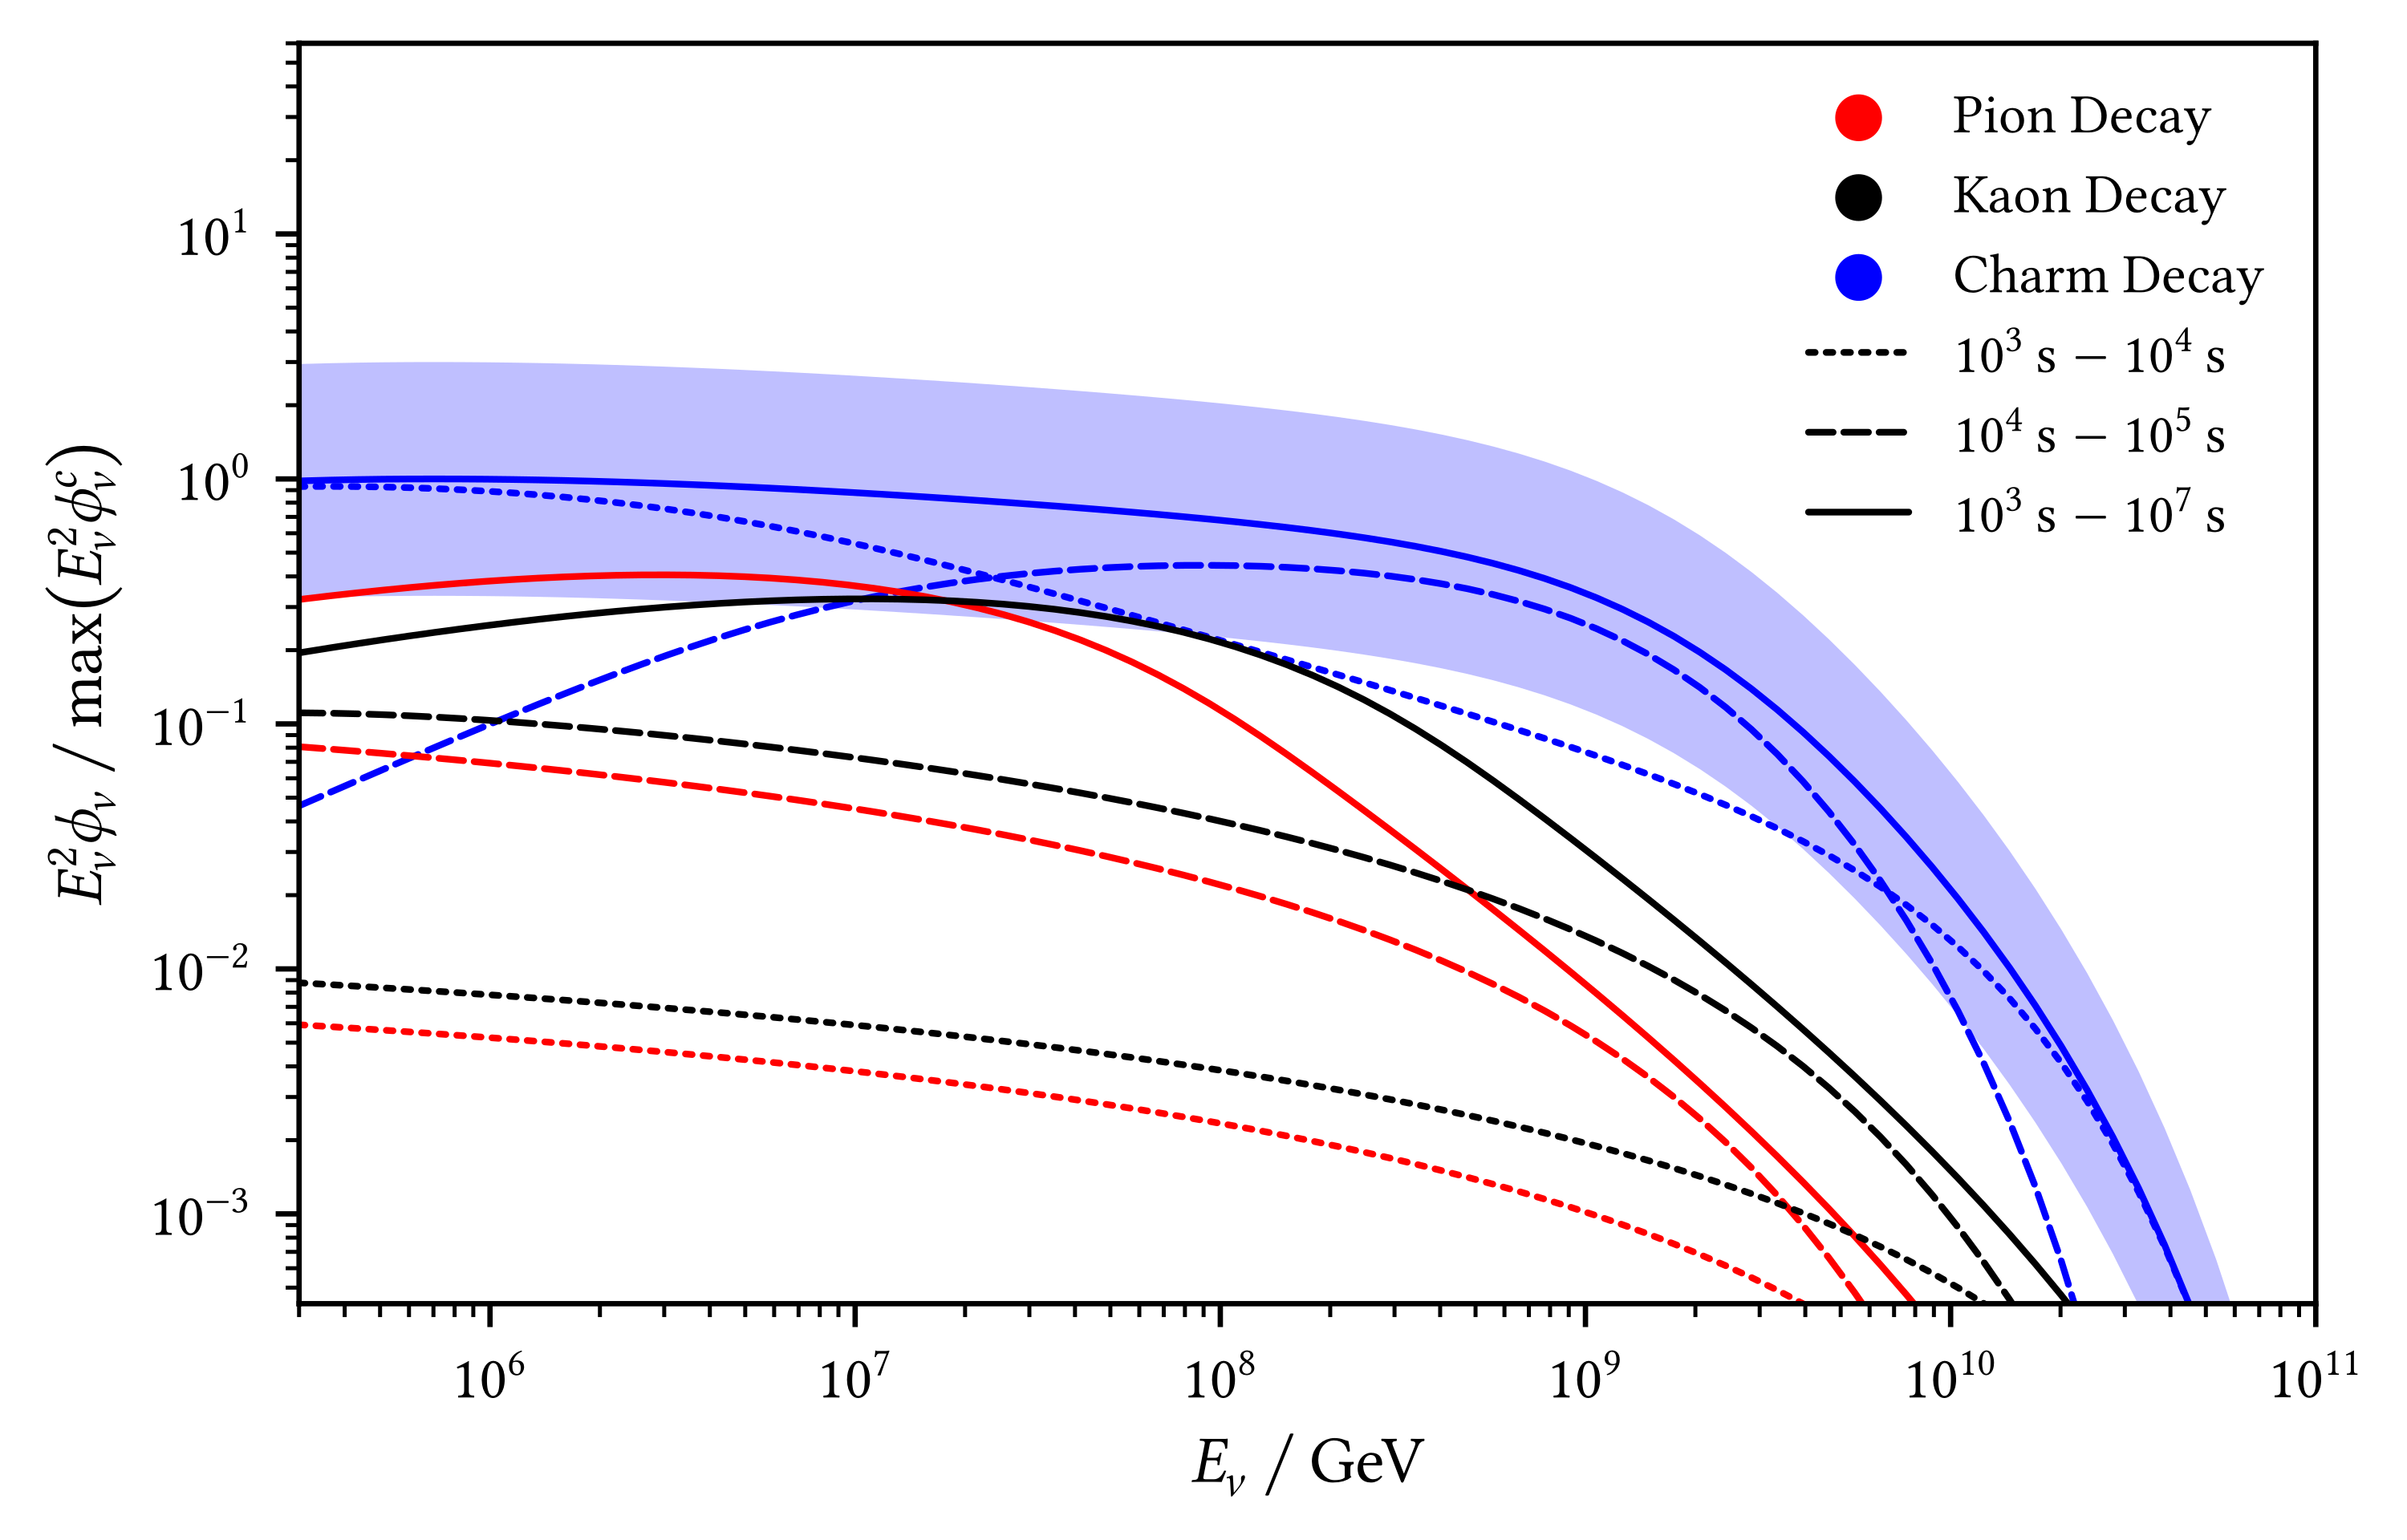 Pion Decay
Kaon Decay
Charm Decay
10³ s − 10⁴ s
10⁴ s − 10⁵ s
10³ s − 10⁷ s
E²ᵥϕᵥ / max(E²ᵥϕᶜᵥ)
10¹
10⁰
10⁻¹
10⁻²
10⁻³
10⁶ 10⁷ 10⁸ 10⁹ 10¹⁰ 10¹¹
Eᵥ / GeV